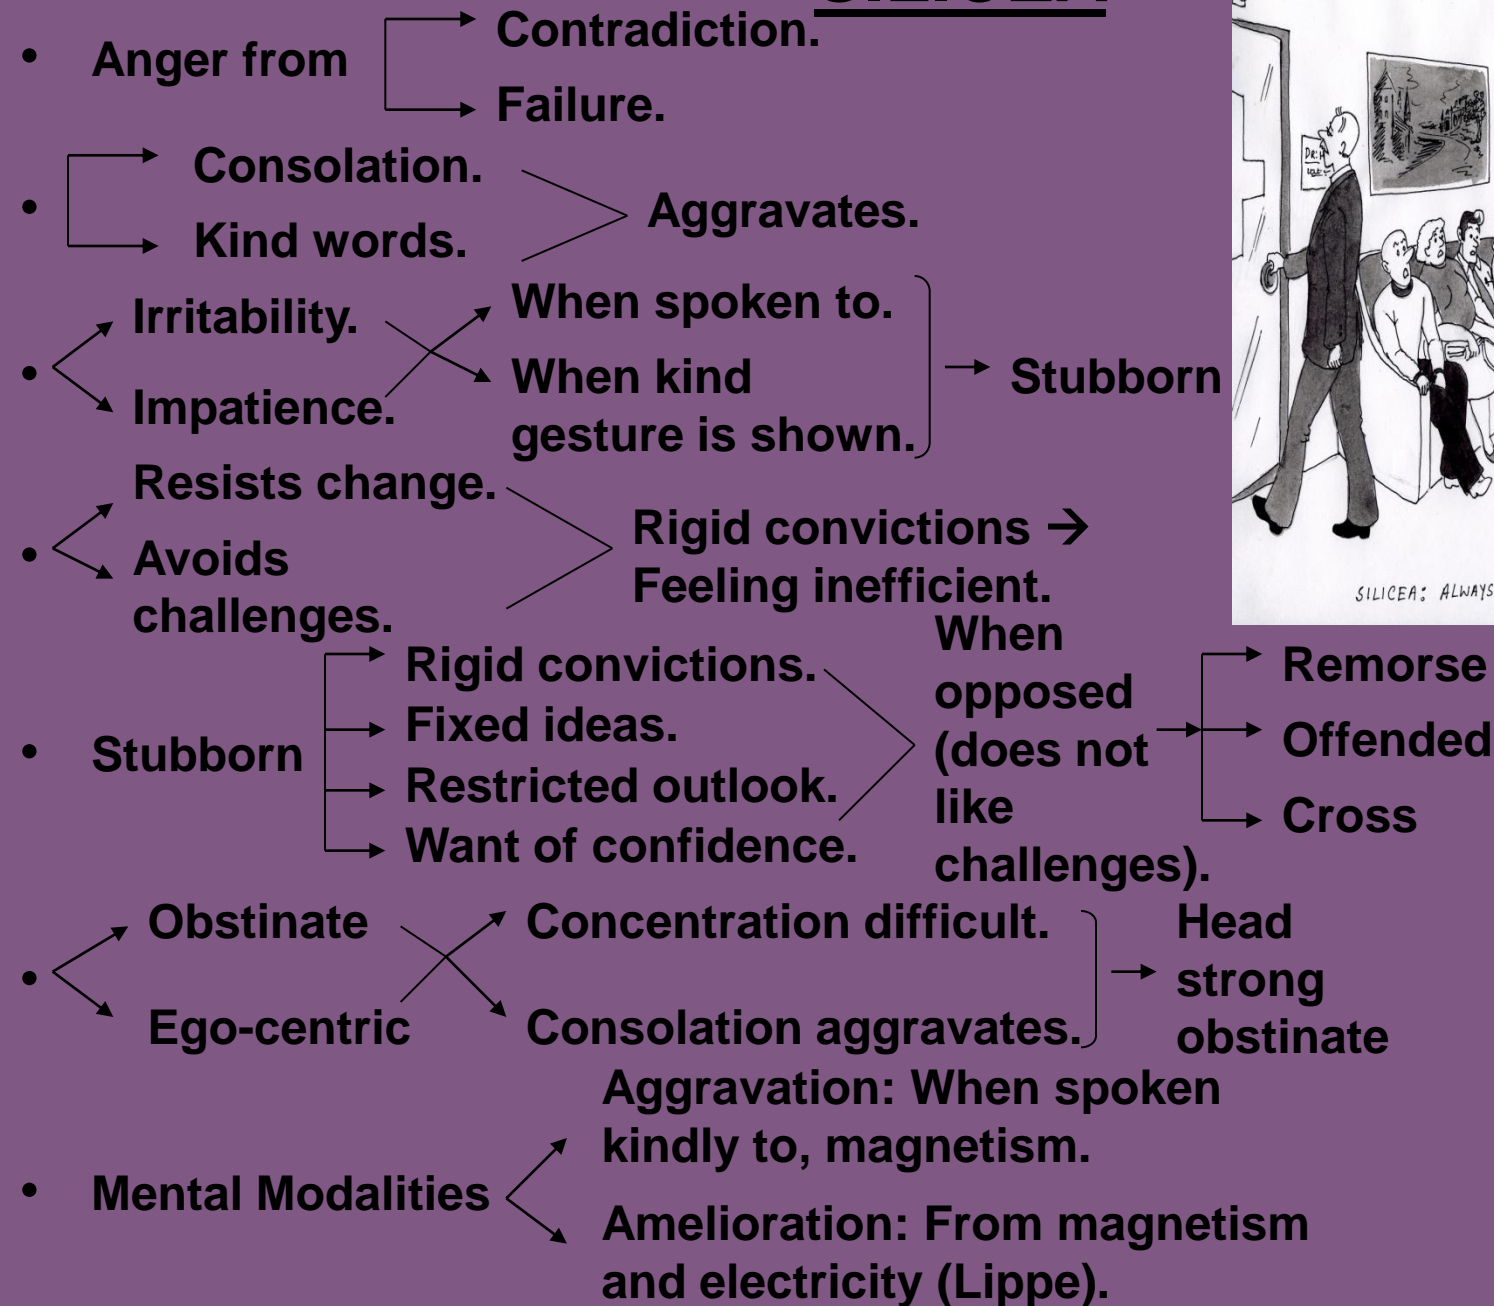 SILICEA
• Anger from
Contradiction.
Failure.
•
Consolation.
Kind words.
Aggravates.
•
Irritability.
Impatience.
When spoken to.
When kind
gesture is shown.
Stubborn
•
Resists change.
Avoids
challenges.
Rigid convictions →
Feeling inefficient.
• Stubborn
Rigid convictions.
Fixed ideas.
Restricted outlook.
Want of confidence.
When
opposed
(does not
like
challenges).
Remorse
Offended
Cross
•
Obstinate
Ego-centric
Concentration difficult.
Consolation aggravates.
Head
strong
obstinate
• Mental Modalities
Aggravation: When spoken
kindly to, magnetism.
Amelioration: From magnetism
and electricity (Lippe).
SILICEA: ALWAYS